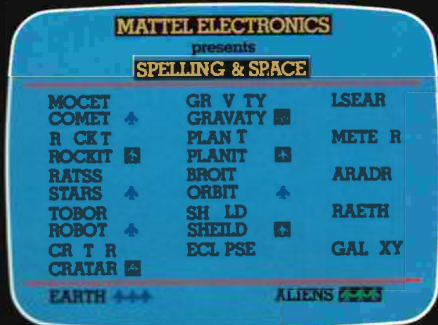 MATTEL ELECTRONICS
presents
SPELLING & SPACE
MOCET
COMET
R CK T
ROCKIT
RATSS
STARS
TOBOR
ROBOT
CR T R
CRATAR
GR V TY
GRAVATY
PLAN T
PLANIT
BROIT
ORBIT
SH LD
SHEILD
ECL PSE
LSEAR
METE R
ARADR
RAETH
GAL XY
EARTH
ALIENS